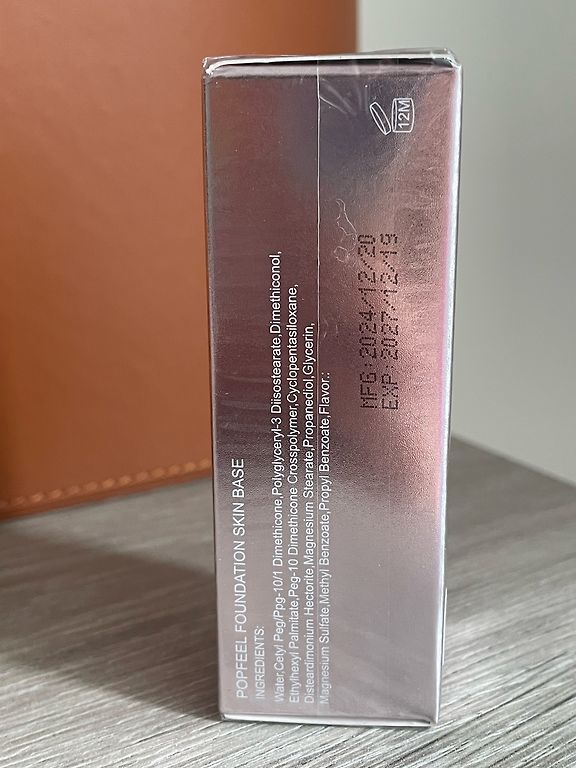 POPFEEL FOUNDATION SKIN BASE
INGREDIENTS:
Water,Cetyl Peg/Ppg-10/1 Dimethicone,Polyglyceryl-3 Diisostearate,Dimethiconol,
Ethylhexyl Palmitate,Peg-10 Dimethicone Crosspolymer,Cyclopentasiloxane,
Disteardimonium Hectorite,Magnesium Stearate,Propanediol,Glycerin,
Magnesium Sulfate,Methyl Benzoate,Propyl Benzoate,Flavor.:
MFG:2024/12/20
EXP:2027/12/19
12M